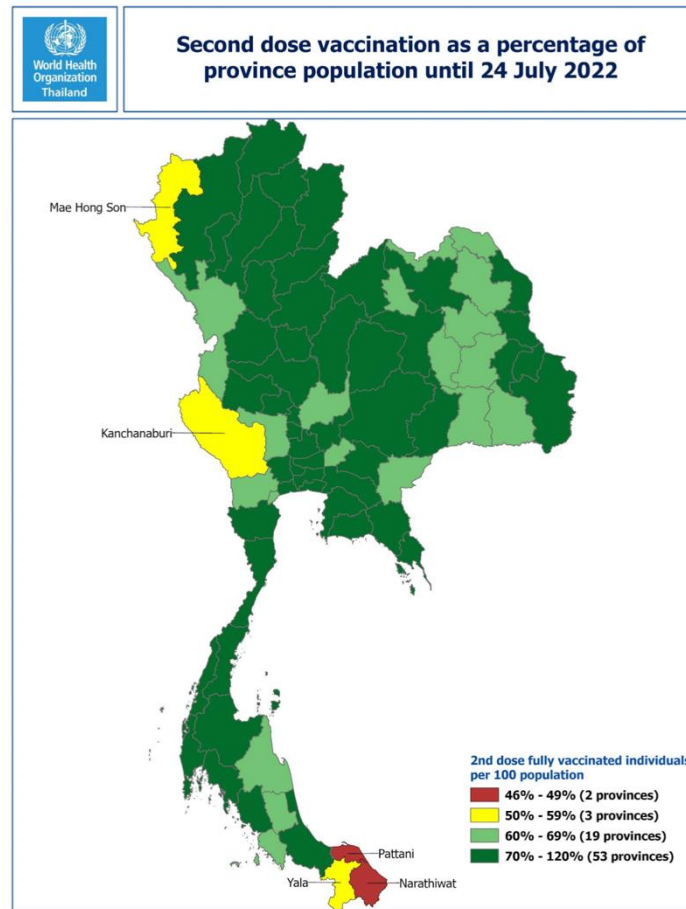 World Health
Organization
Thailand
Second dose vaccination as a percentage of
province population until 24 July 2022
Mae Hong Son
Kanchanaburi
2nd dose fully vaccinated individuals
per 100 population
46% - 49% (2 provinces)
50% - 59% (3 provinces)
60% - 69% (19 provinces)
70% - 120% (53 provinces)
Pattani
Yala
Narathiwat